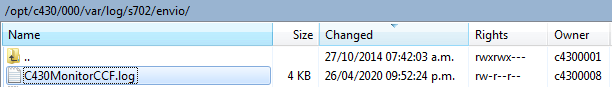 /opt/c430/000/var/log/s702/envio/
Name Size Changed Rights Owner
.. 27/10/2014 07:42:03 a.m. rwxrwx--- c4300001
C430MonitorCCF.log 4 KB 26/04/2020 09:52:24 p.m. rw-r--r-- c4300008